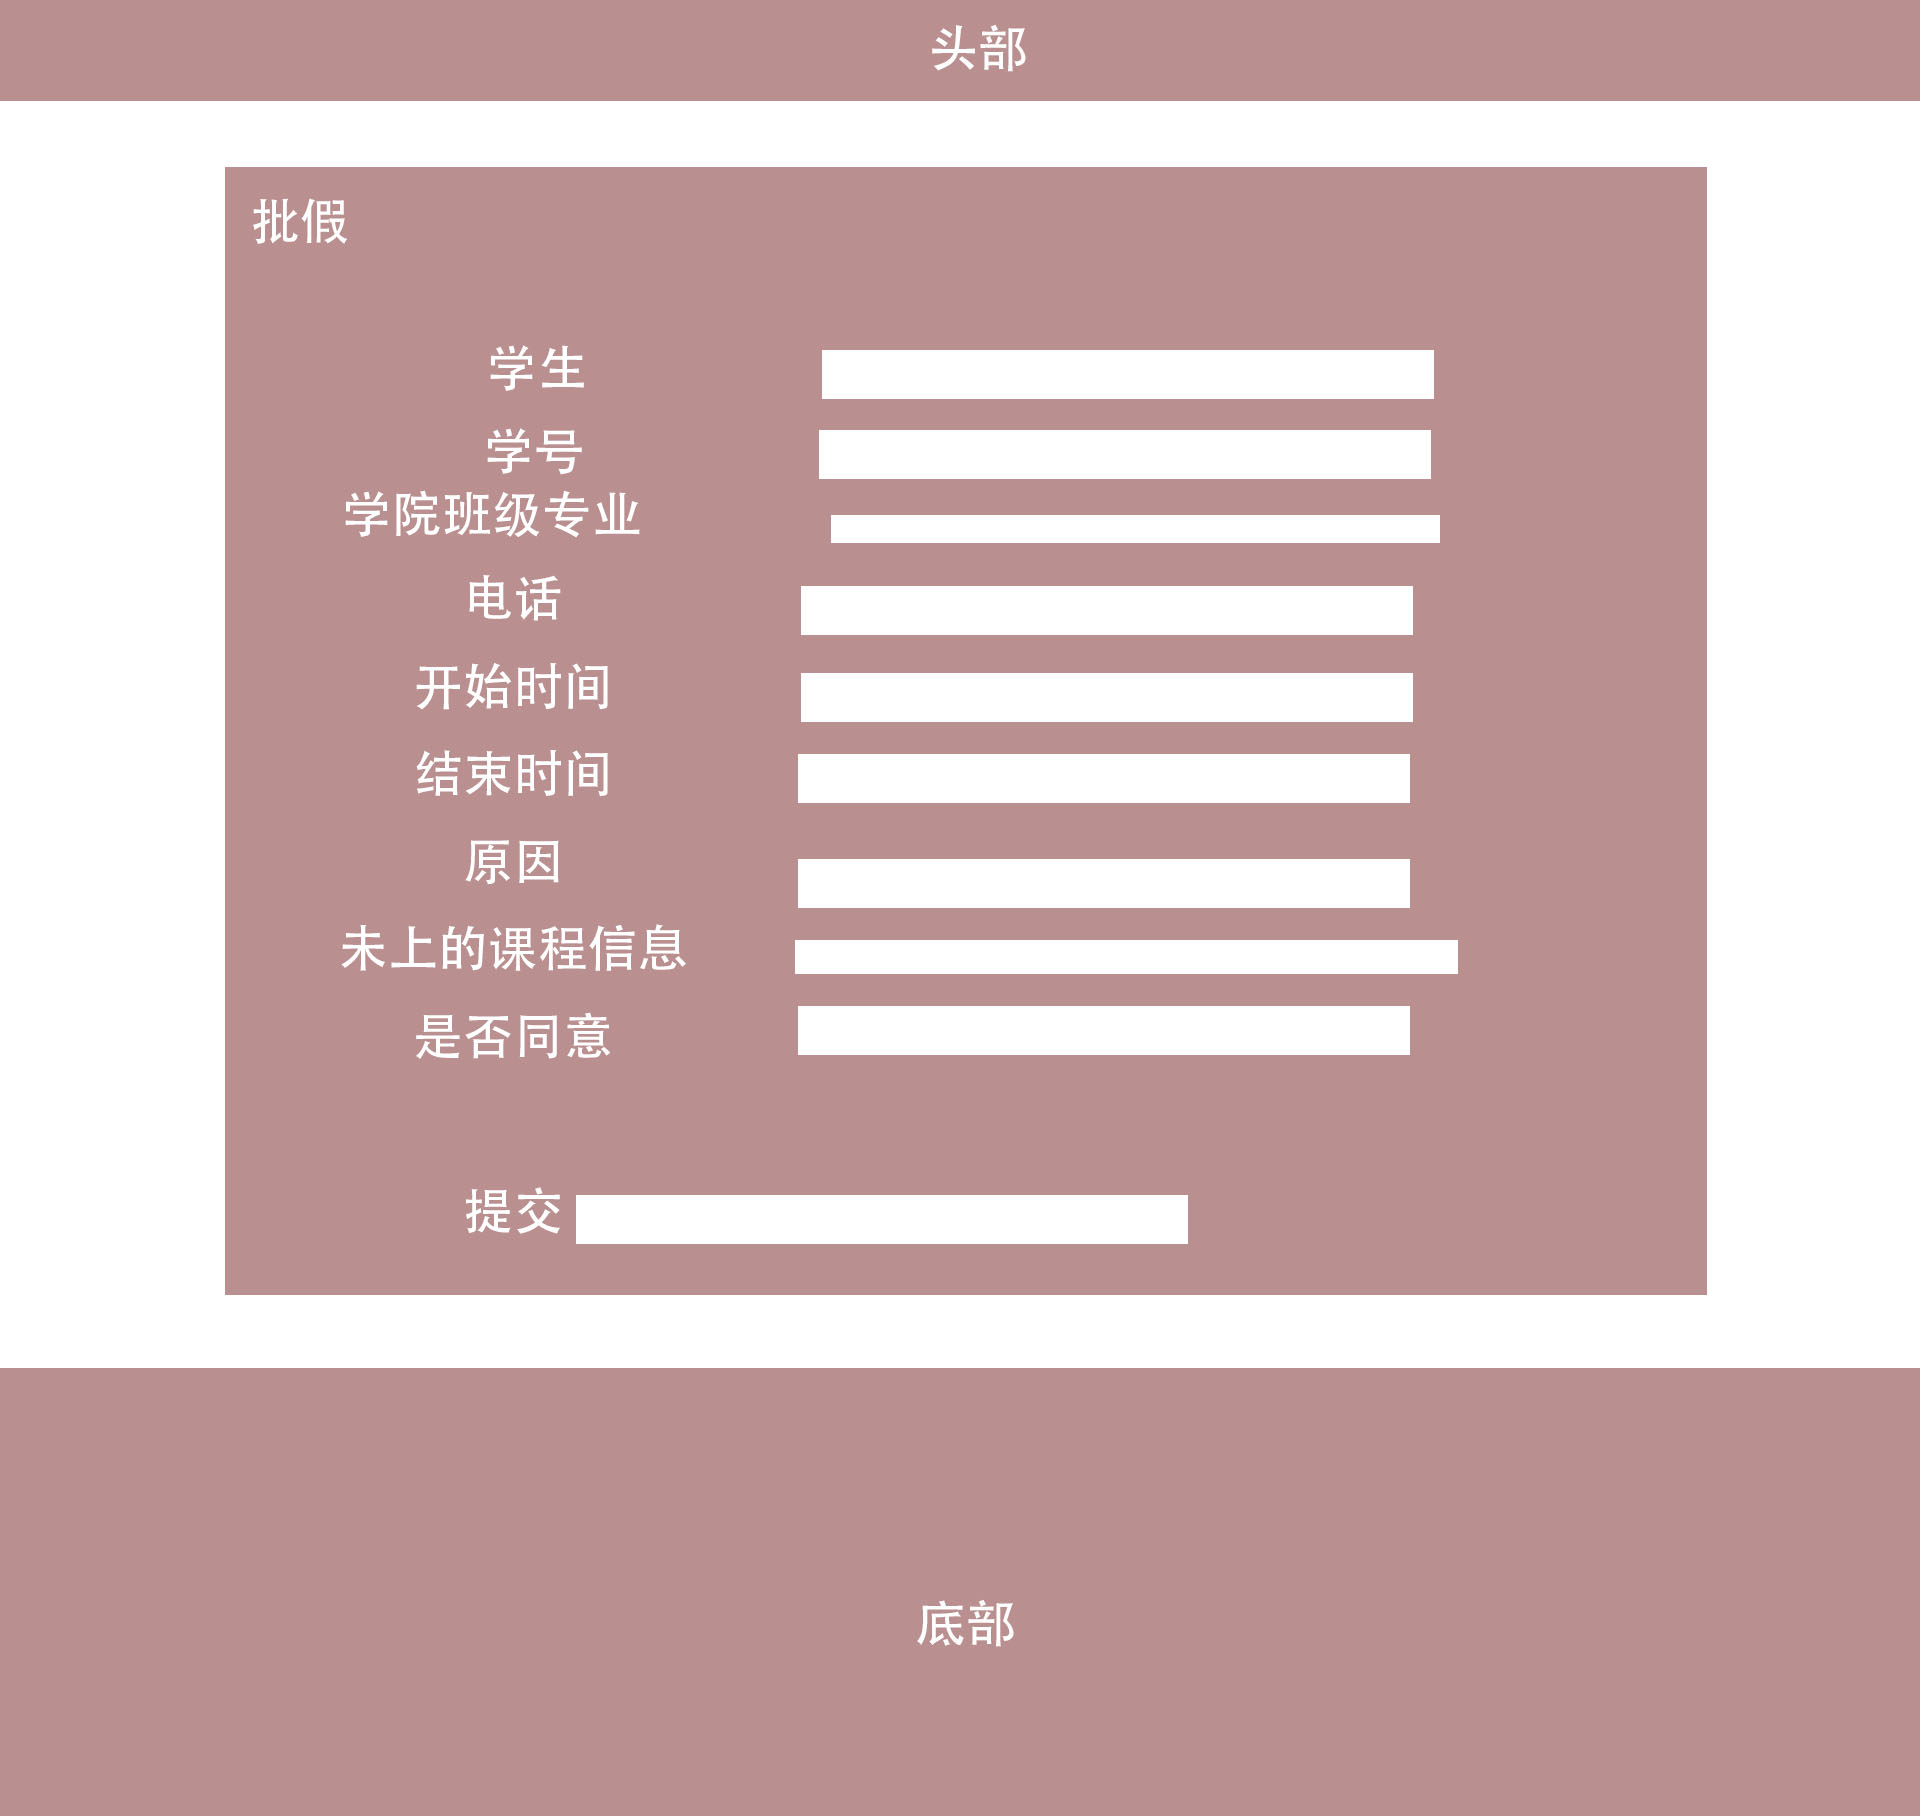 头部
批假
学生
学号
学院班级专业
电话
开始时间
结束时间
原因
未上的课程信息
是否同意
提交
底部